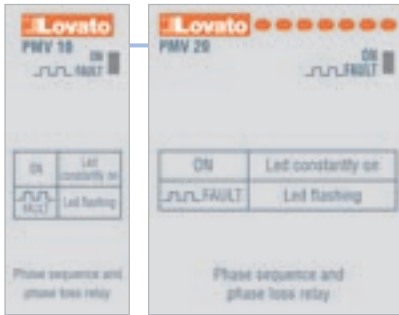 Lovato
PMV 10
ON
FAULT
ON
Led constantly on
FAULT
Led flashing
Phase sequence and
phase loss relay
Lovato
PMV 20
ON
FAULT
ON
Led constantly on
FAULT
Led flashing
Phase sequence and
phase loss relay